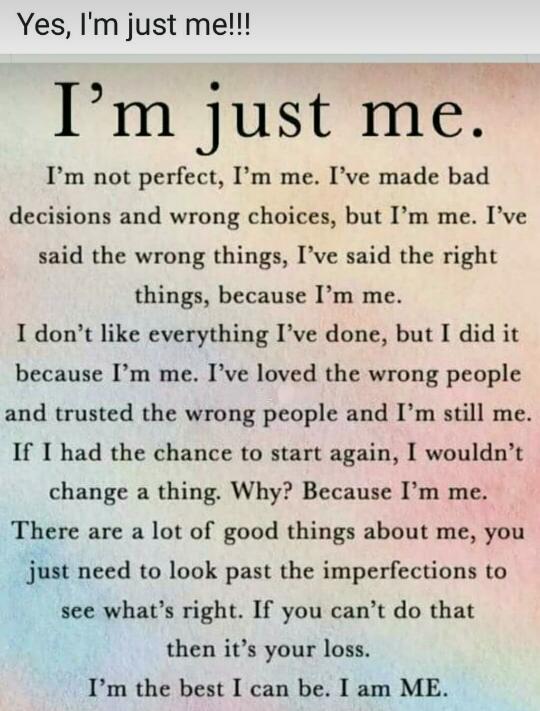 Yes, I'm just me!!!
I'm just me.
I'm not perfect, I'm me. I've made bad
decisions and wrong choices, but I'm me. I've
said the wrong things, I've said the right
things, because I'm me.
I don't like everything I've done, but I did it
because I'm me. I've loved the wrong people
and trusted the wrong people and I'm still me.
If I had the chance to start again, I wouldn't
change a thing. Why? Because I'm me.
There are a lot of good things about me, you
just need to look past the imperfections to
see what's right. If you can't do that
then it's your loss.
I'm the best I can be. I am ME.